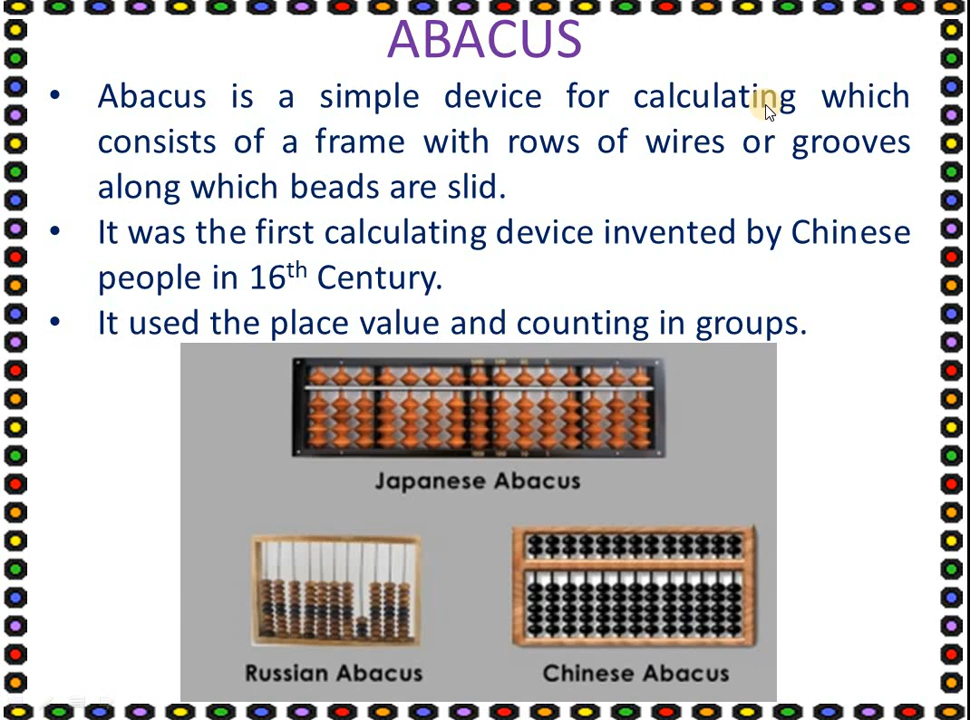 ABACUS
• Abacus is a simple device for calculating which
consists of a frame with rows of wires or grooves
along which beads are slid.
• It was the first calculating device invented by Chinese
people in 16th Century.
• It used the place value and counting in groups.
Japanese Abacus
Russian Abacus
Chinese Abacus